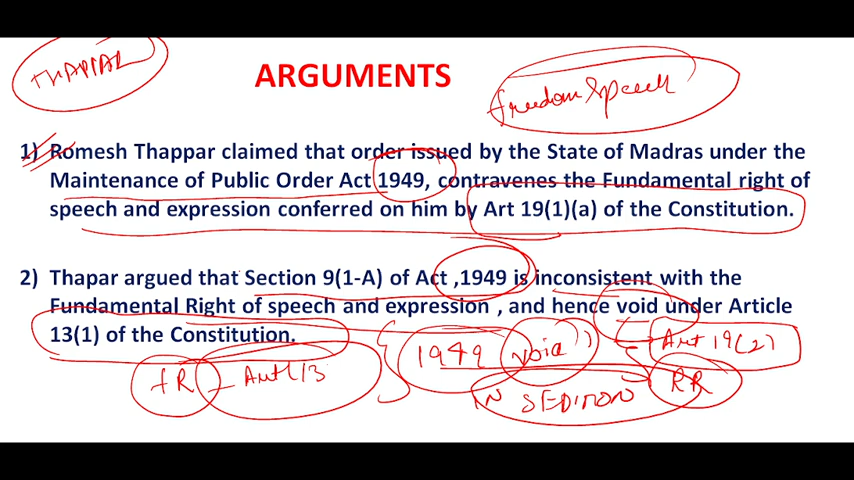 THAPPAR
ARGUMENTS
freedom Speech
1) Romesh Thappar claimed that order issued by the State of Madras under the
Maintenance of Public Order Act 1949, contravenes the Fundamental right of
speech and expression conferred on him by Art 19(1)(a) of the Constitution.
2) Thapar argued that Section 9(1-A) of Act ,1949 is inconsistent with the
Fundamental Right of speech and expression , and hence void under Article
13(1) of the Constitution.
1949 void Art 19(2)
FR - Art 13
IN SEDITION RR